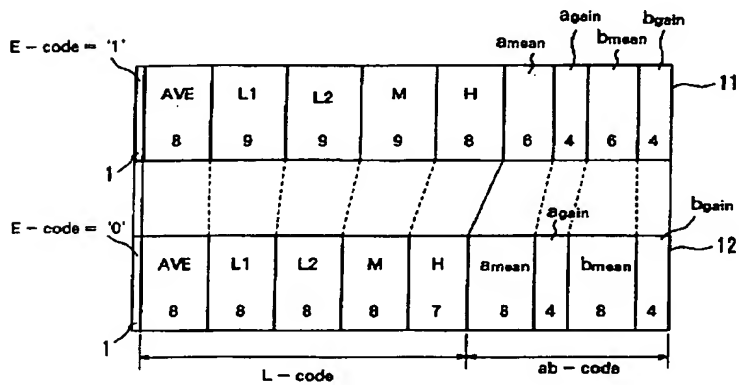 E-code = '1'
amean
again
bmean
bgain
11
AVE L1 L2 M H
8 9 9 9 8 6 4 6 4
1
E-code = '0'
again
bgain
12
AVE L1 L2 M H amean bmean
8 8 8 8 7 8 4 8 4
1
L-code
ab-code